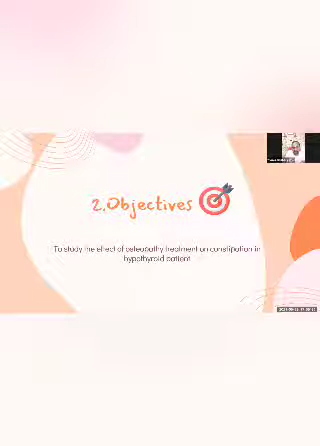 2.Objectives
To study the effect of osteopathy treatment on constipation in
hypothyroid patient